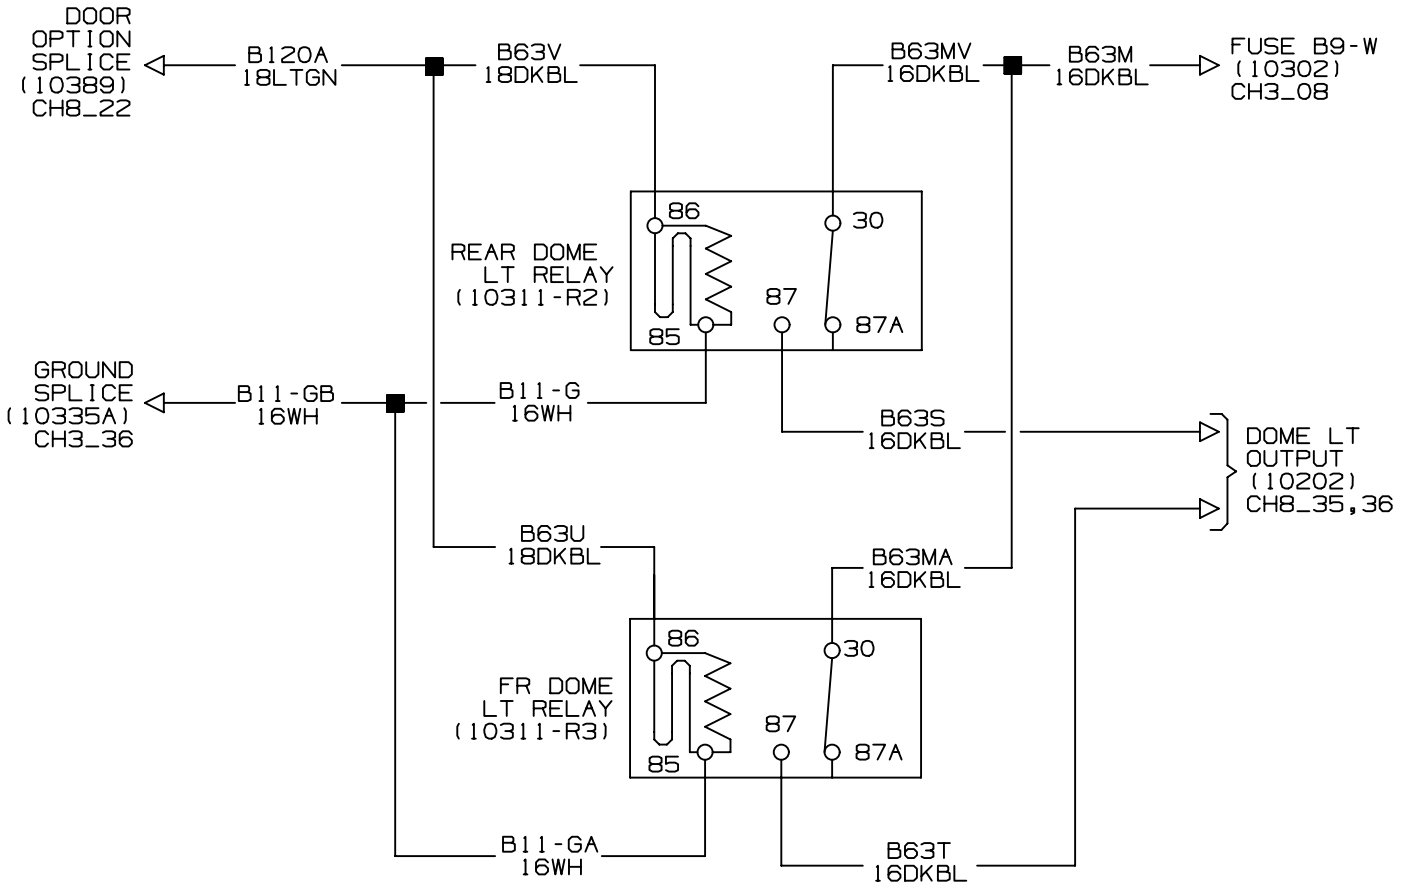 DOOR
OPTION
SPLICE
(10389)
CH8_22
B120A
18LTGN
B63V
18DKBL
B63MV
16DKBL
B63M
16DKBL
FUSE B9-W
(10302)
CH3_08
86
30
REAR DOME
LT RELAY
(10311-R2)
87
85
87A
GROUND
SPLICE
(10335A)
CH3_36
B11-GB
16WH
B11-G
16WH
B63S
16DKBL
DOME LT
OUTPUT
(10202)
CH8_35,36
B63U
18DKBL
B63MA
16DKBL
86
30
FR DOME
LT RELAY
(10311-R3)
87
85
87A
B11-GA
16WH
B63T
16DKBL